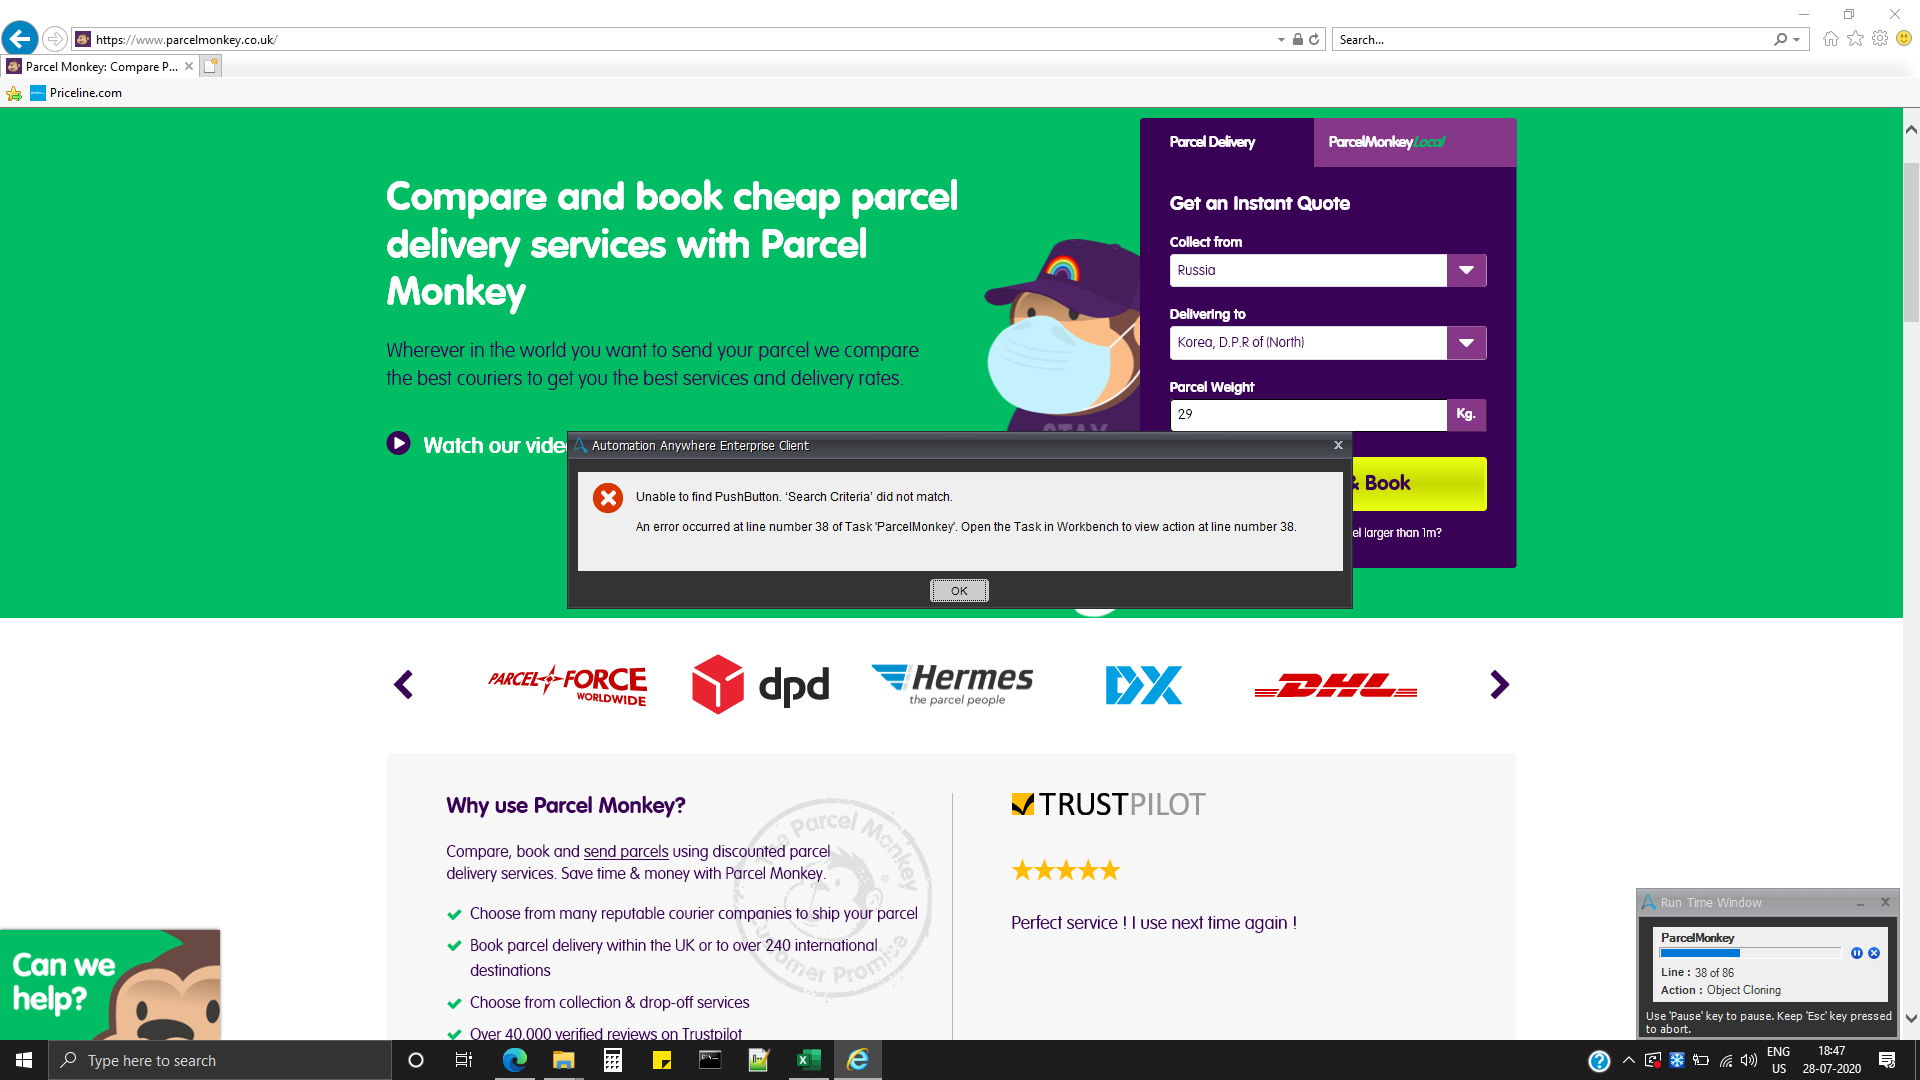 https://www.parcelmonkey.co.uk/
Search...
Parcel Monkey: Compare P...
Priceline.com
Parcel Delivery
ParcelMonkeyLocal
Compare and book cheap parcel
delivery services with Parcel
Monkey
Wherever in the world you want to send your parcel we compare
the best couriers to get you the best services and delivery rates.
Watch our vide
STAY
Get an Instant Quote
Collect from
Russia
Delivering to
Korea, D.P.R of (North)
Parcel Weight
29
Kg.
& Book
el larger than 1m?
Automation Anywhere Enterprise Client
Unable to find PushButton. 'Search Criteria' did not match.
An error occurred at line number 38 of Task 'ParcelMonkey'. Open the Task in Workbench to view action at line number 38.
OK
PARCEL FORCE
WORLDWIDE
dpd
Hermes
the parcel people
DX
DHL
Why use Parcel Monkey?
Compare, book and send parcels using discounted parcel
delivery services. Save time & money with Parcel Monkey.
Choose from many reputable courier companies to ship your parcel
Book parcel delivery within the UK or to over 240 international
destinations
Choose from collection & drop-off services
Over 40,000 verified reviews on Trustpilot
The Parcel Monkey
Customer Promise
TRUSTPILOT
Perfect service ! I use next time again !
Can we
help?
Run Time Window
ParcelMonkey
Line : 38 of 86
Action : Object Cloning
Use 'Pause' key to pause. Keep 'Esc' key pressed
to abort.
Type here to search
ENG
US
18:47
28-07-2020